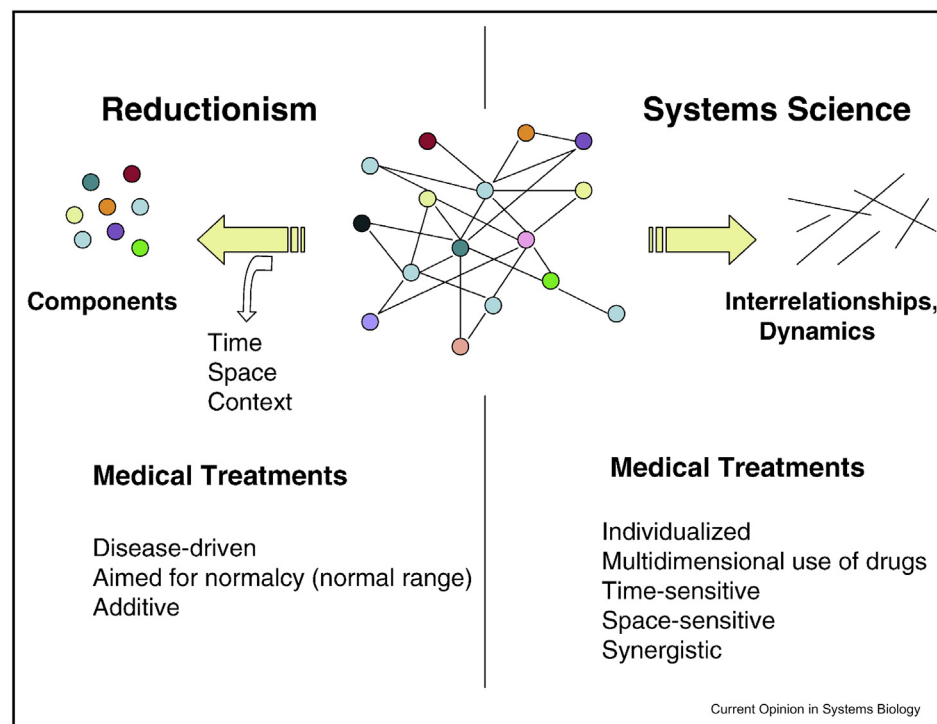 Reductionism
Components
Time
Space
Context
Medical Treatments
Disease-driven
Aimed for normalcy (normal range)
Additive
Systems Science
Interrelationships,
Dynamics
Medical Treatments
Individualized
Multidimensional use of drugs
Time-sensitive
Space-sensitive
Synergistic
Current Opinion in Systems Biology